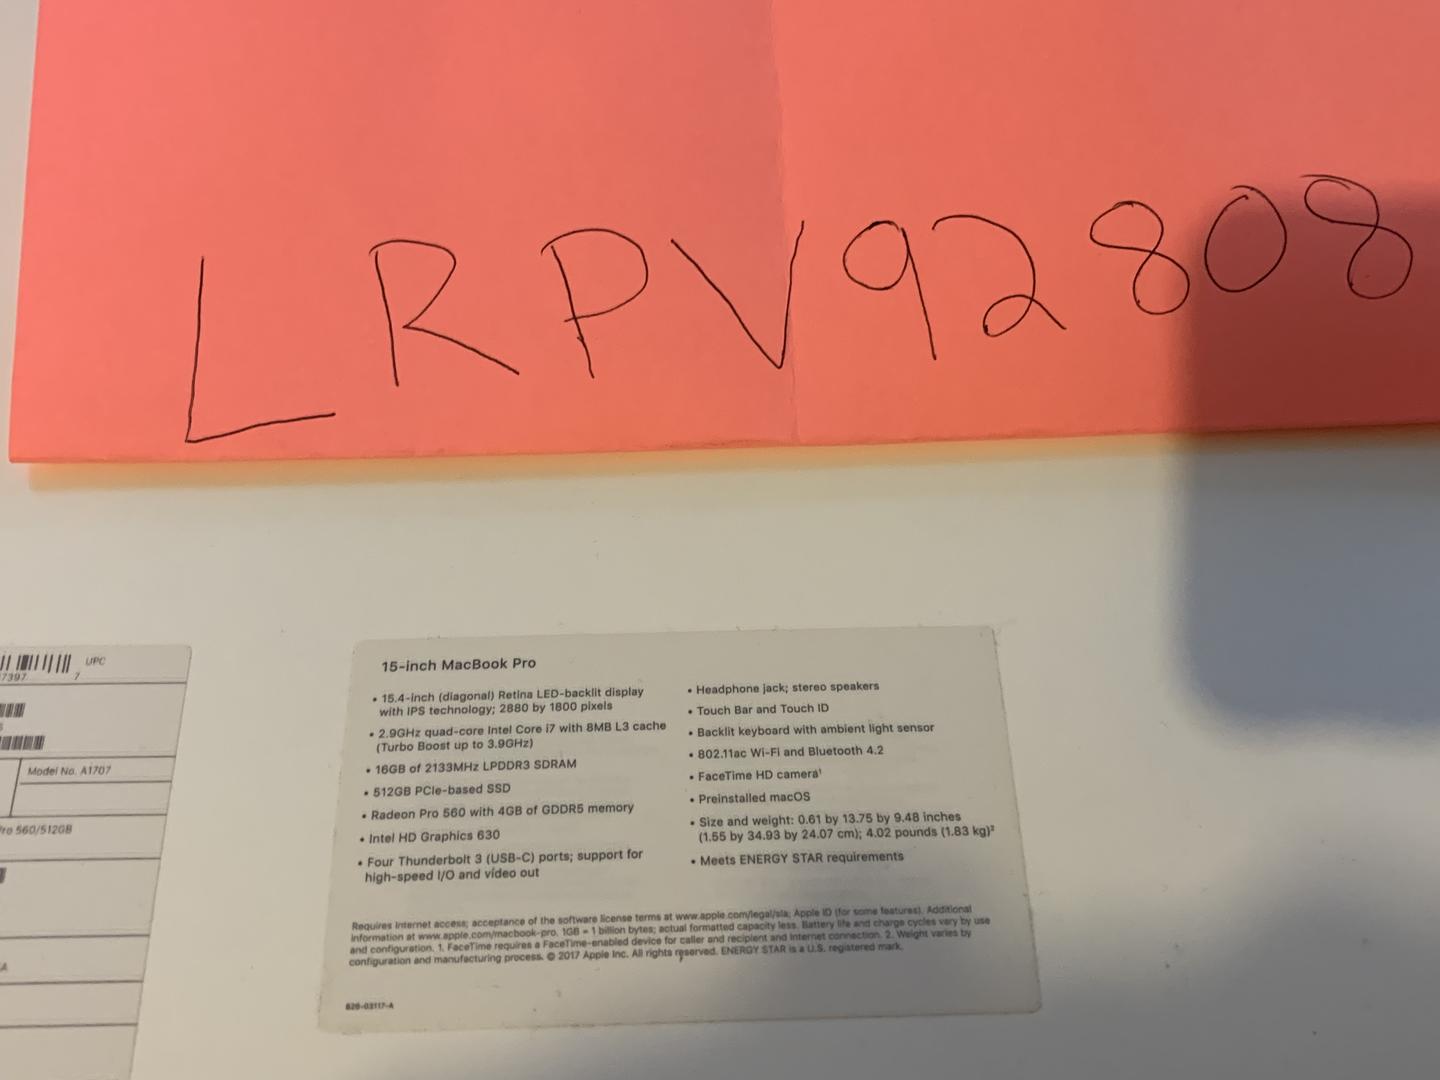 LRPV92808
UPC
7397 7
Model No. A1707
Pro 560/512GB
15-inch MacBook Pro
• 15.4-inch (diagonal) Retina LED-backlit display
with IPS technology; 2880 by 1800 pixels
• 2.9GHz quad-core Intel Core i7 with 8MB L3 cache
(Turbo Boost up to 3.9GHz)
• 16GB of 2133MHz LPDDR3 SDRAM
• 512GB PCIe-based SSD
• Radeon Pro 560 with 4GB of GDDR5 memory
• Intel HD Graphics 630
• Four Thunderbolt 3 (USB-C) ports; support for
high-speed I/O and video out
• Headphone jack; stereo speakers
• Touch Bar and Touch ID
• Backlit keyboard with ambient light sensor
• 802.11ac Wi-Fi and Bluetooth 4.2
• FaceTime HD camera¹
• Preinstalled macOS
• Size and weight: 0.61 by 13.75 by 9.48 inches
(1.55 by 34.93 by 24.07 cm); 4.02 pounds (1.83 kg)²
• Meets ENERGY STAR requirements
Requires Internet access; acceptance of the software license terms at www.apple.com/legal/sla; Apple ID (for some features). Additional
information at www.apple.com/macbook-pro. 1GB = 1 billion bytes; actual formatted capacity less. Battery life and charge cycles vary by use
and configuration. 1. FaceTime requires a FaceTime-enabled device for caller and recipient and Internet connection. 2. Weight varies by
configuration and manufacturing process. © 2017 Apple Inc. All rights reserved. ENERGY STAR is a U.S. registered mark.
626-03117-A